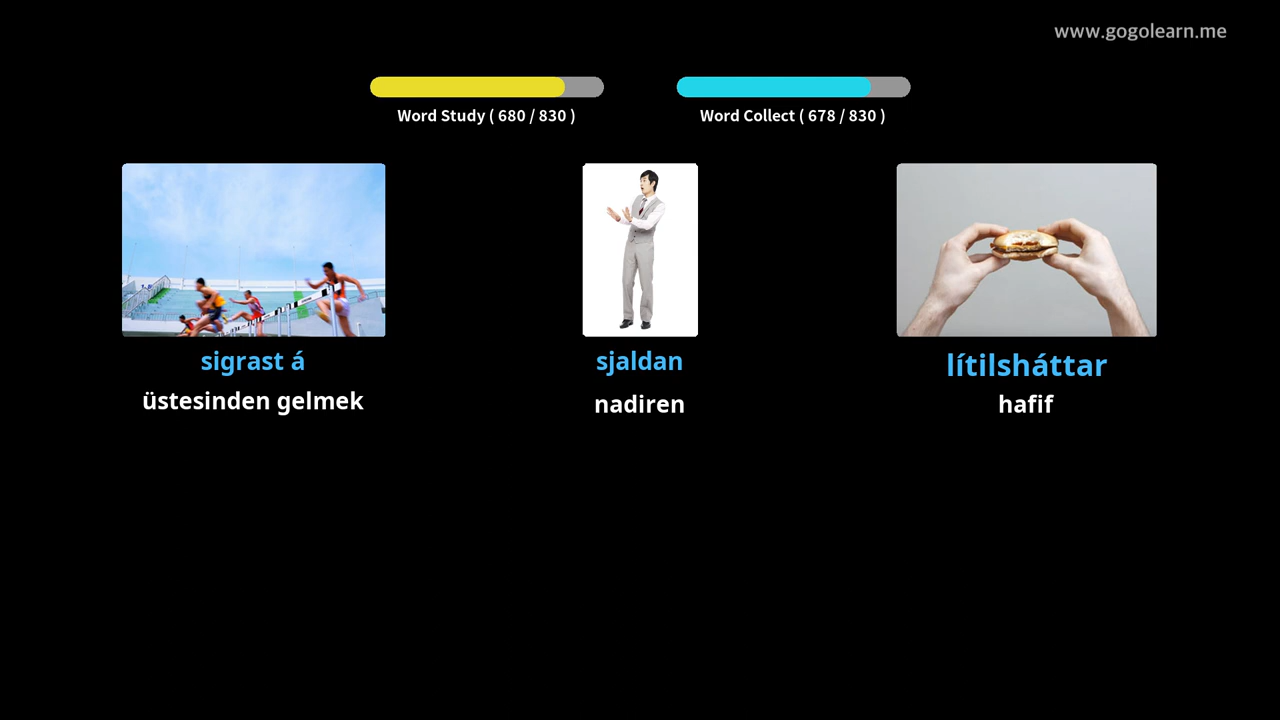 www.gogolearn.me
Word Study ( 680 / 830 )
Word Collect ( 678 / 830 )
sigrast á
üstesinden gelmek
sjaldan
nadiren
lítilsháttar
hafif